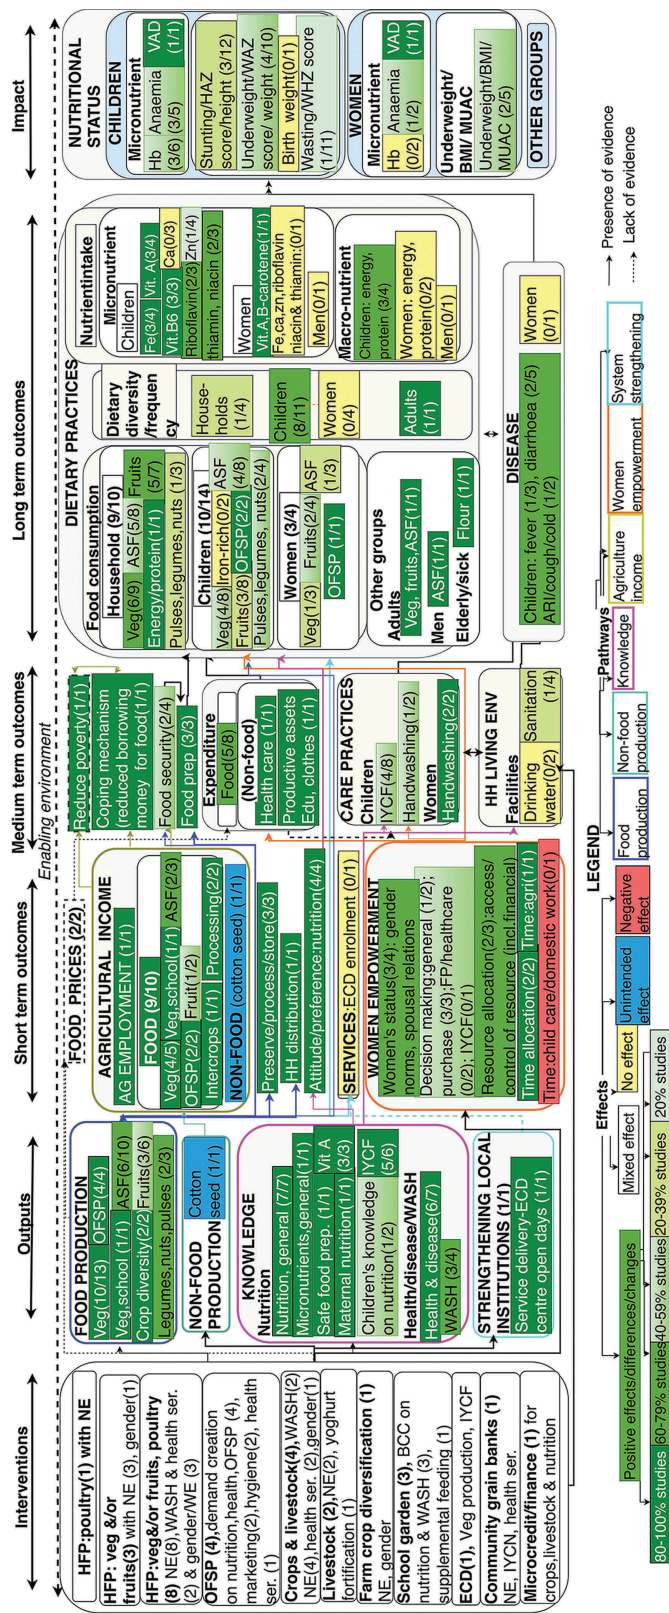 Interventions
Outputs
Short term outcomes
Medium term outcomes
Long term outcomes
Impact
Enabling environment
HFP:poultry(1) with NE
HFP: veg &/or
fruits(3) with NE (3), gender(1)
HFP:veg&/or fruits, poultry
(8) NE(8),WASH & health ser.
(2) & gender/WE (3)
OFSP (4),demand creation
on nutrition,health,OFSP (4),
marketing(2),hygiene(2), health
ser. (1)
Crops & livestock(4),WASH(2)
NE(4),health ser. (2),gender(1)
Livestock (2),NE(2), yoghurt
fortification (1)
Farm crop diversification (1)
NE, gender
School garden (3), BCC on
nutrition & WASH (3),
supplemental feeding (1)
ECD(1), Veg production, IYCF
Community grain banks (1)
NE, IYCN, health ser.
Microcredit/finance (1) for
crops,livestock & nutrition
FOOD PRODUCTION
Veg(10/13) OFSP(4/4)
Veg,school (1/1) ASF(6/10)
Crop diversity(2/2) Fruits(3/6)
Legumes,nuts,pulses (2/3)
NON-FOOD
PRODUCTION
Cotton
seed (1/1)
KNOWLEDGE
Nutrition
Nutrition, general (7/7)
Micronutrients,general(1/1)
Safe food prep. (1/1) Vit A
Maternal nutrition(1/1) (3/3)
Children's knowledge IYCF
on nutrition(1/2) (5/6)
Health/disease/WASH
Health & disease(6/7)
WASH (3/4)
STRENGTHENING LOCAL
INSTITUTIONS (1/1)
Service delivery-ECD
centre open days (1/1)
FOOD PRICES (2/2)
AGRICULTURAL INCOME
AG EMPLOYMENT (1/1)
FOOD (9/10)
Veg(4/5) Veg,school(1/1) ASF(2/3)
OFSP(2/2) Fruit(1/2)
Intercrops (1/1) Processing(2/2)
NON-FOOD (cotton seed) (1/1)
Preserve/process/store(3/3)
HH distribution(1/1)
Attitude/preference:nutrition(4/4)
SERVICES:ECD enrolment (0/1)
WOMEN EMPOWERMENT
Women's status(3/4): gender
norms, spousal relations
Decision making:general (1/2);
purchase (3/3);FP/healthcare
(0/2); IYCF(0/1)
Resource allocation(2/3):access/
control of resource (incl.financial)
Time allocation(2/2) Time:agri(1/1)
Time:child care/domestic work(0/1)
Reduce poverty(1/1)
Coping mechanism
(reduced borrowing
money for food(1/1)
Food security(2/4)
Food prep (3/3)
Expenditure
Food(5/8)
(Non-food)
Health care (1/1)
Productive assets
Edu, clothes (1/1)
CARE PRACTICES
Children
IYCF(4/8)
Handwashing(1/2)
Women
Handwashing(2/2)
HH LIVING ENV
Facilities
Drinking Sanitation
water(0/2) (1/4)
DIETARY PRACTICES
Food consumption
Household (9/10)
Veg(6/9) ASF(5/8) Fruits
Energy/protein(1/1) (5/7)
Pulses,legumes, nuts (1/3)
Children (10/14)
Veg(4/8) Iron-rich(0/2) ASF
Fruits(3/8) OFSP(2/2) (4/8)
Pulses,legumes, nuts(2/4)
Women (3/4)
Veg(1/3) Fruits(2/4) ASF
OFSP (1/1) (1/3)
Other groups
Adults
Veg, fruits,ASF(1/1)
Men ASF(1/1)
Elderly/sick Flour (1/1)
Dietary
diversity
/frequen
cy
House-
holds
(1/4)
Children
(8/11)
Women
(0/4)
Adults
(1/1)
Nutrientintake
Micronutrient
Children
Fe(3/4) Vit. A(3/4)
Vit.B6 (3/3) Ca(0/3)
Riboflavin(2/3) Zn(1/4)
thiamin, niacin (2/3)
Women
Vit.A,B-carotene(1/1)
Fe,ca,zn,riboflavin
niacin& thiamin:(0/1)
Men(0/1)
Macro-nutrient
Children: energy,
protein (3/4)
Women: energy,
protein(0/2)
Men(0/1)
DISEASE
Children: fever (1/3), diarrhoea (2/5)
ARI/cough/cold (1/2)
Women
(0/1)
NUTRITIONAL
STATUS
CHILDREN
Micronutrient
Hb Anaemia VAD
(3/6) (3/5) (1/1)
Stunting/HAZ
score/height (3/12)
Underweight/WAZ
score/ weight (4/10)
Birth weight(0/1)
Wasting/WHZ score
(1/11)
WOMEN
Micronutrient
Hb Anaemia VAD
(0/2) (1/2) (1/1)
Underweight/
BMI/ MUAC
Underweight/BMI/
MUAC (2/5)
OTHER GROUPS
LEGEND
Effects
Positive effects/differences/changes
Mixed effect
No effect
Unintended effect
Negative effect
80-100% studies
60-79% studies
40-59% studies
20-39% studies
20% studies
Pathways
Food production
Non-food production
Knowledge
Agriculture income
Women empowerment
System strengthening
Presence of evidence
Lack of evidence